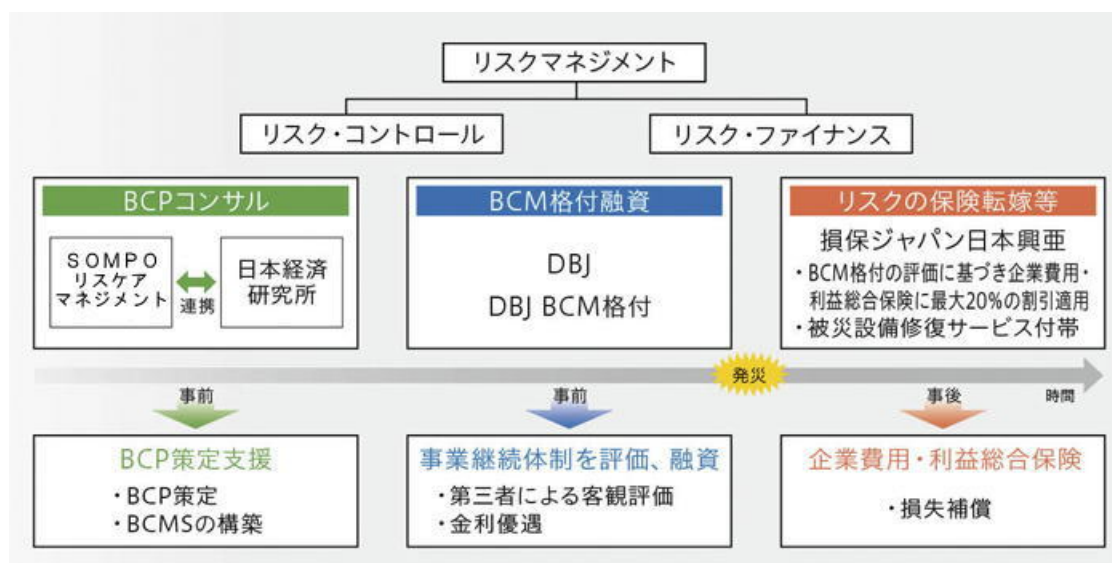 リスクマネジメント
リスク・コントロール
リスク・ファイナンス
BCPコンサル
SOMPO
リスクケア
マネジメント
連携
日本経済
研究所
BCM格付融資
DBJ
DBJ BCM格付
リスクの保険転嫁等
損保ジャパン日本興亜
・BCM格付の評価に基づき企業費用・
利益総合保険に最大20%の割引適用
・被災設備修復サービス付帯
発災
事前
事前
事後
時間
BCP策定支援
・BCP策定
・BCMSの構築
事業継続体制を評価、融資
・第三者による客観評価
・金利優遇
企業費用・利益総合保険
・損失補償